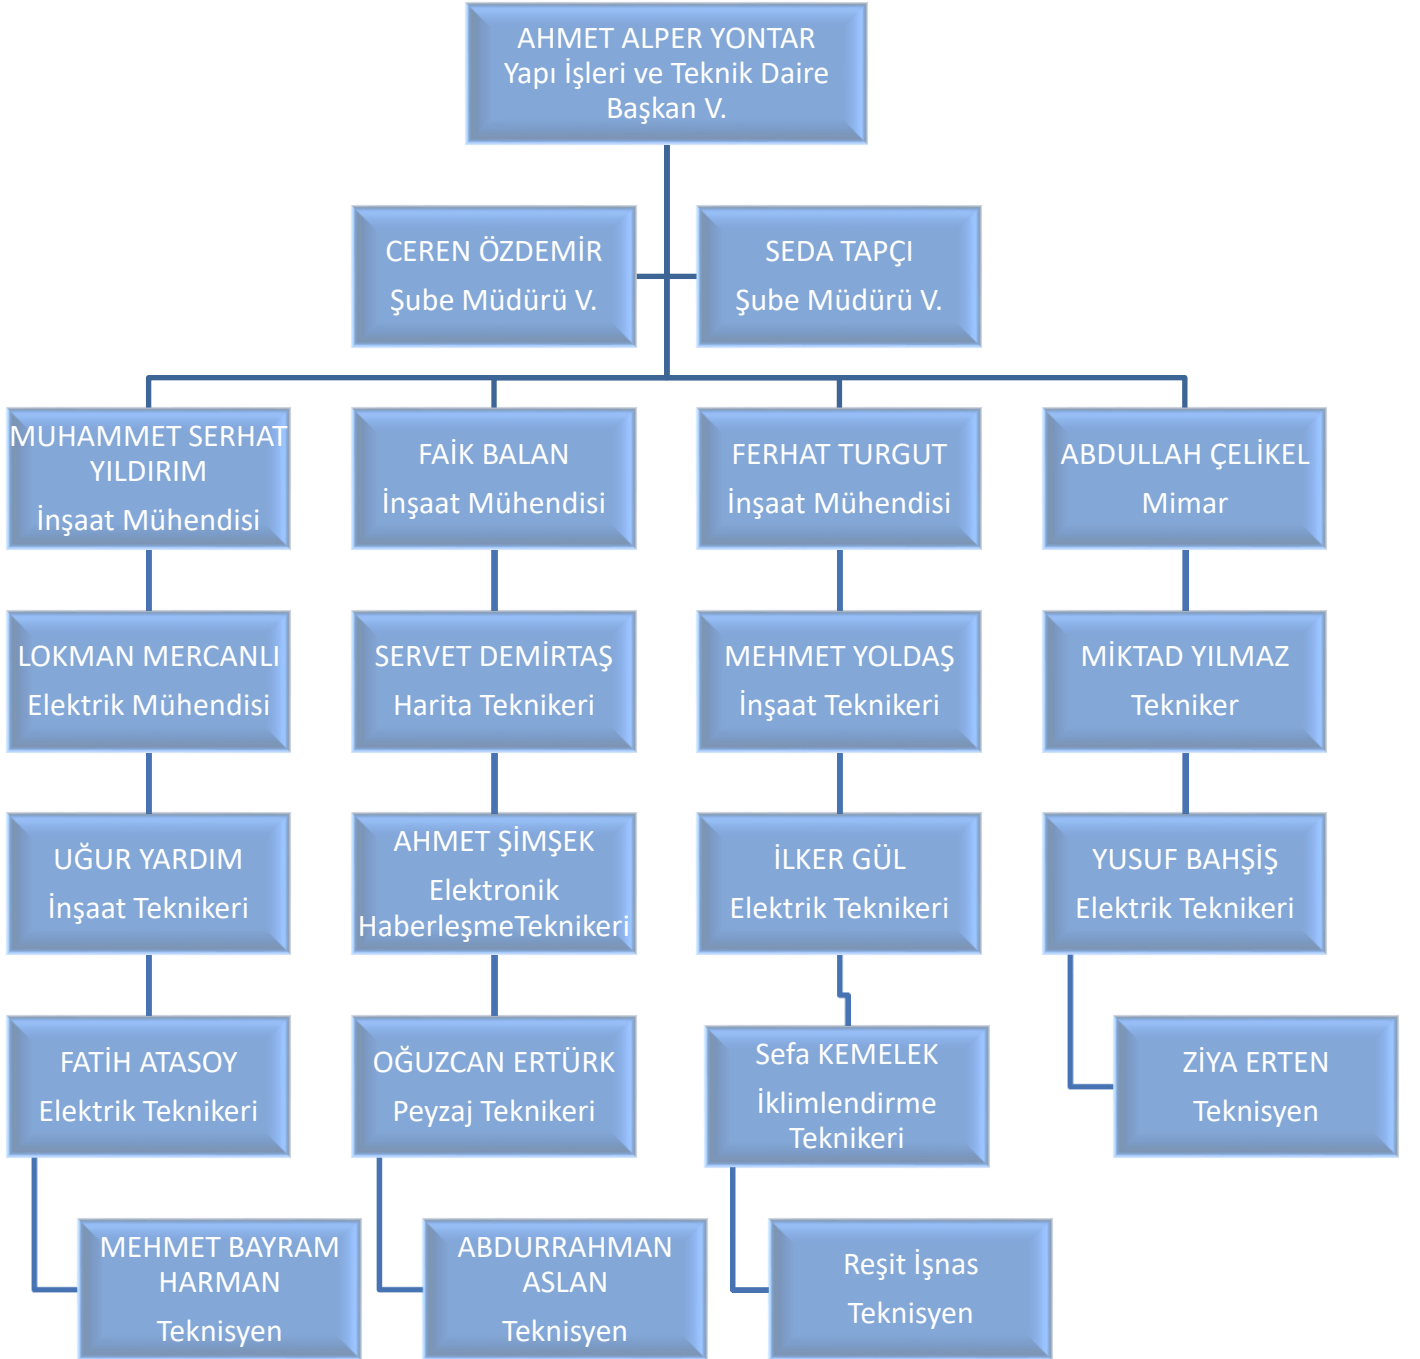 AHMET ALPER YONTAR
Yapı İşleri ve Teknik Daire
Başkan V.
CEREN ÖZDEMİR
Şube Müdürü V.
SEDA TAPÇI
Şube Müdürü V.
MUHAMMET SERHAT
YILDIRIM
İnşaat Mühendisi
FAİK BALAN
İnşaat Mühendisi
FERHAT TURGUT
İnşaat Mühendisi
ABDULLAH ÇELİKEL
Mimar
LOKMAN MERCANLI
Elektrik Mühendisi
SERVET DEMİRTAŞ
Harita Teknikeri
MEHMET YOLDAŞ
İnşaat Teknikeri
MİKTAD YILMAZ
Tekniker
UĞUR YARDIM
İnşaat Teknikeri
AHMET ŞİMŞEK
Elektronik
HaberleşmeTeknikeri
İLKER GÜL
Elektrik Teknikeri
YUSUF BAHŞİŞ
Elektrik Teknikeri
FATİH ATASOY
Elektrik Teknikeri
OĞUZCAN ERTÜRK
Peyzaj Teknikeri
Sefa KEMELEK
İklimlendirme
Teknikeri
ZİYA ERTEN
Teknisyen
MEHMET BAYRAM
HARMAN
Teknisyen
ABDURRAHMAN
ASLAN
Teknisyen
Reşit İşnas
Teknisyen